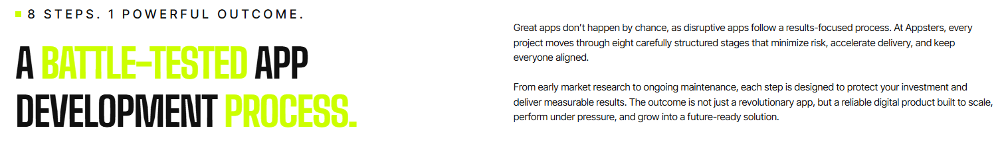 8 STEPS. 1 POWERFUL OUTCOME.
A BATTLE-TESTED APP
DEVELOPMENT PROCESS.
Great apps don’t happen by chance, as disruptive apps follow a results-focused process. At Appsters, every
project moves through eight carefully structured stages that minimize risk, accelerate delivery, and keep
everyone aligned.
From early market research to ongoing maintenance, each step is designed to protect your investment and
deliver measurable results. The outcome is not just a revolutionary app, but a reliable digital product built to scale,
perform under pressure, and grow into a future-ready solution.